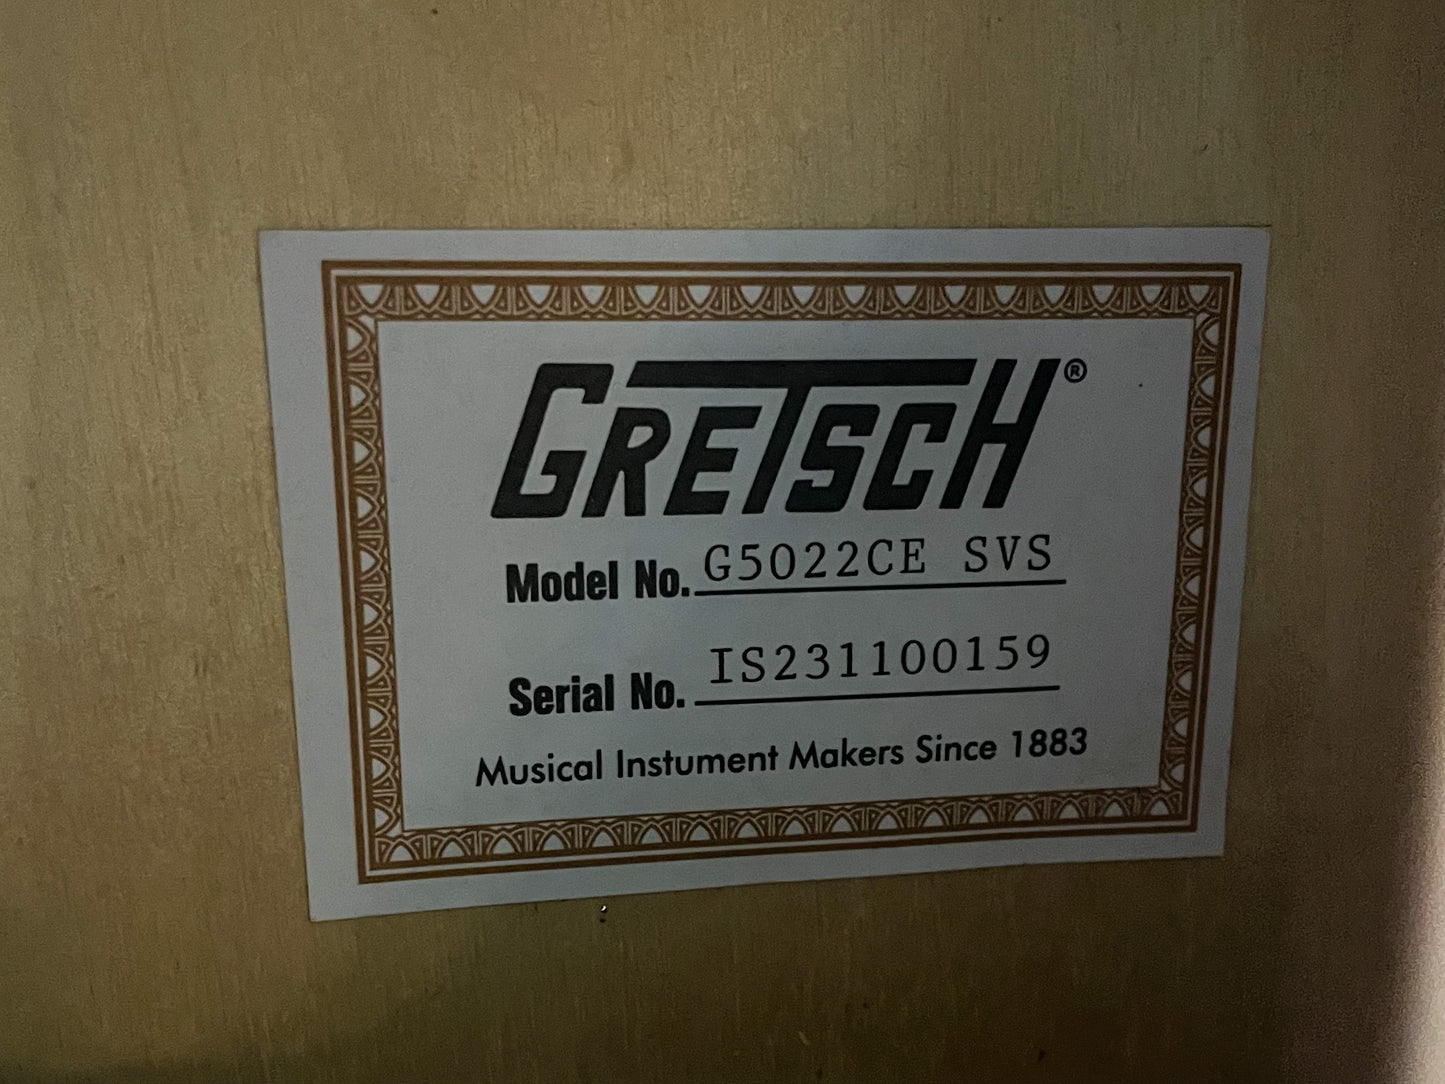 GRETSCH®
Model No. G5022CE SVS
Serial No. IS231100159
Musical Instument Makers Since 1883